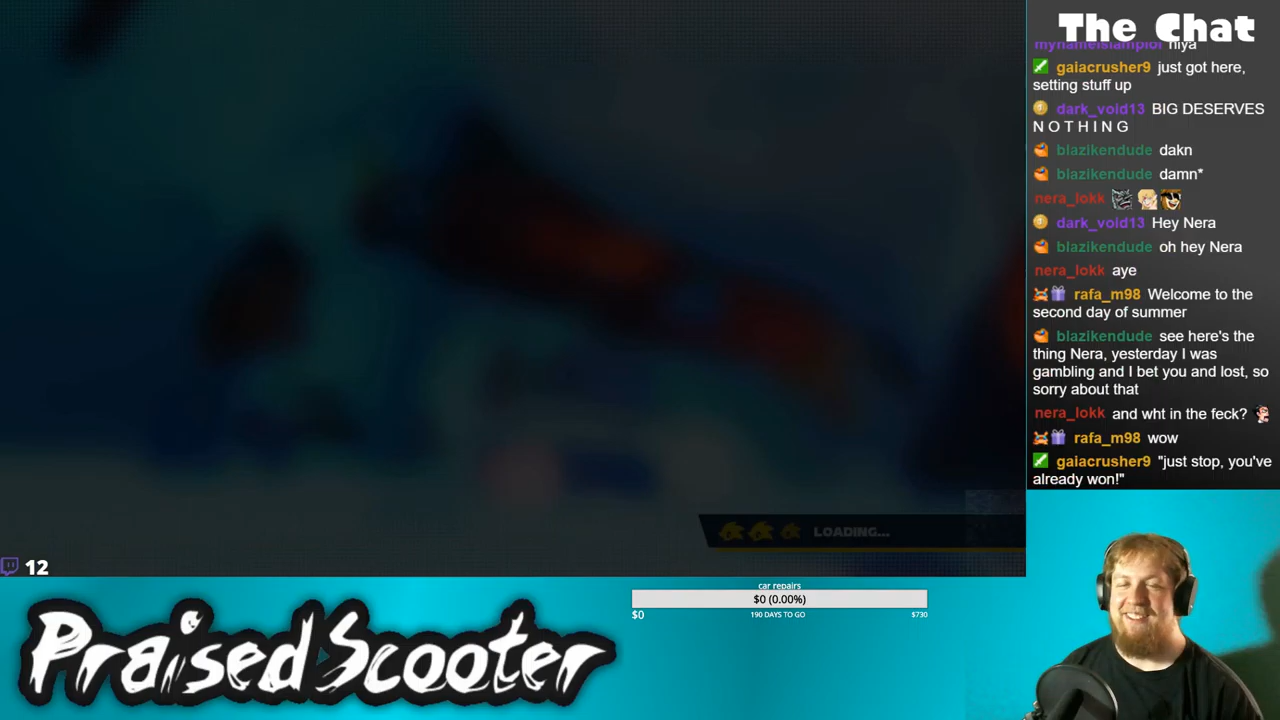 The Chat
hiya
gaiacrusher9 just got here,
setting stuff up
dark_void13 BIG DESERVES
N O T H I N G
blazikendude dakn
blazikendude damn*
nera_lokk
dark_void13 Hey Nera
blazikendude oh hey Nera
nera_lokk aye
rafa_m98 Welcome to the
second day of summer
blazikendude see here's the
thing Nera, yesterday I was
gambling and I bet you and lost, so
sorry about that
nera_lokk and wht in the feck?
rafa_m98 wow
gaiacrusher9 "just stop, you've
already won!"
LOADING...
12
car repairs
$0 (0.00%)
$0 190 DAYS TO GO $730
PraisedScooter